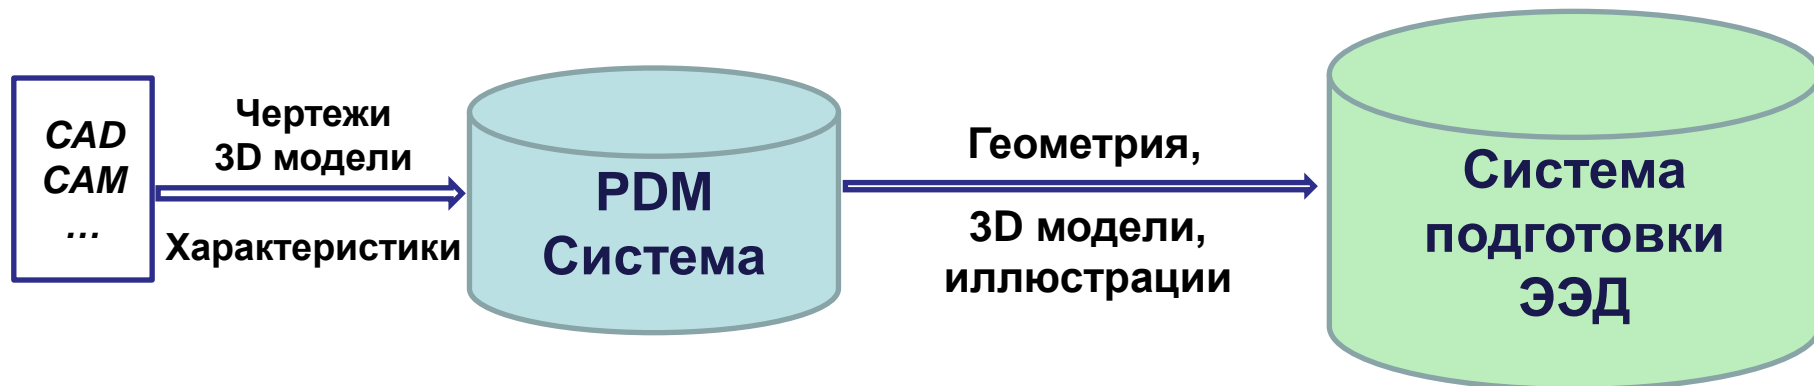 CAD
CAM
...
Чертежи
3D модели
Характеристики
PDM
Система
Геометрия,
3D модели,
иллюстрации
Система
подготовки
ЭЭД